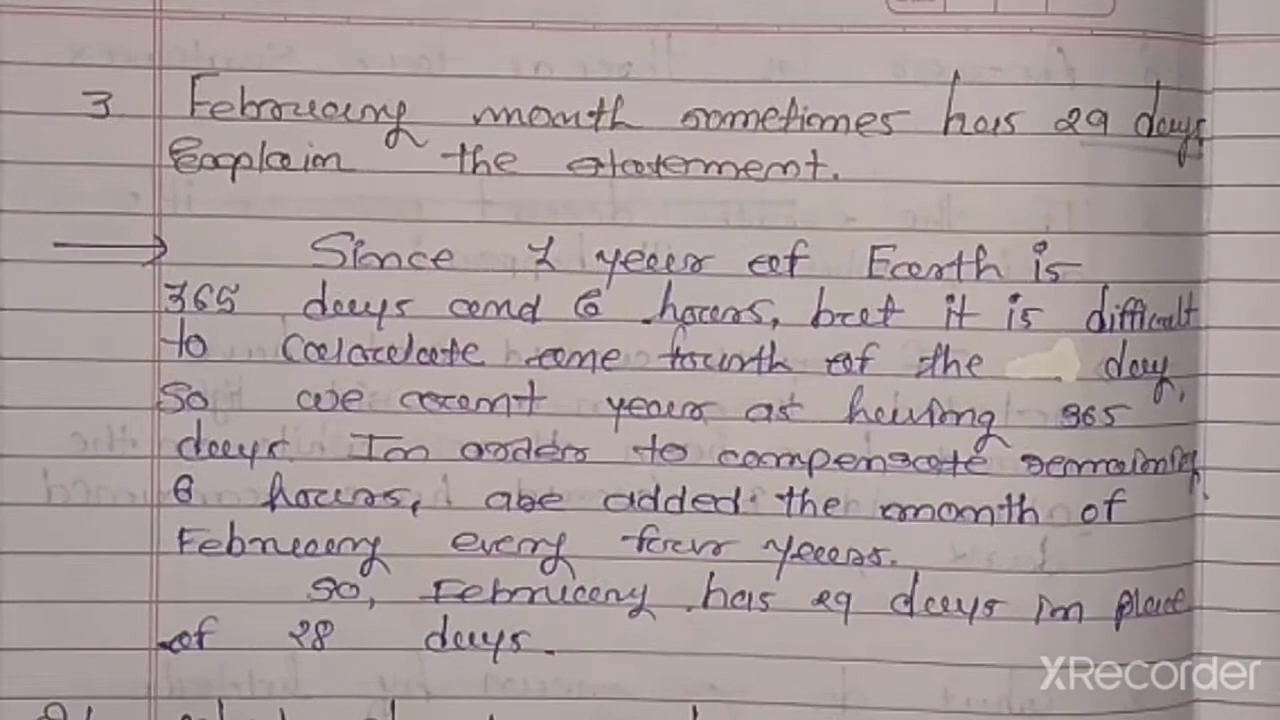 3 February month sometimes has 29 days
Explain the statement.
Since 1 year of Earth is
365 days and 6 hours, but it is difficult
to calculate one fourth of the day,
So we count years as having 365
days. In order to compensate remaining
6 hours, are added the month of
February every four years.
So, February has 29 days in place
of 28 days.
XRecorder